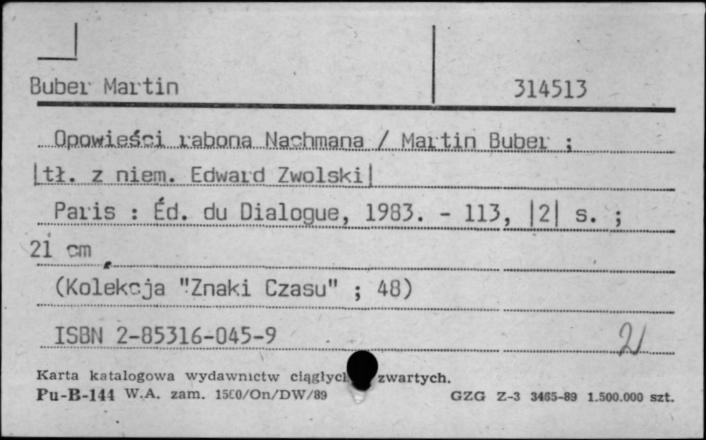 Buber Martin 314513
Opowieści rabona Nachmana / Martin Buber ;
|tł. z niem. Edward Zwolski|
Paris : Éd. du Dialogue, 1983. - 113, |2| s. ;
21 cm
(Kolekcja "Znaki Czasu" ; 48)
ISBN 2-85316-045-9
Karta katalogowa wydawnictw zwartych.
Pu-B-144 W.A. zam. 1500/On/DW/89 GZG Z-3 3465-89 1.500.000 szt.